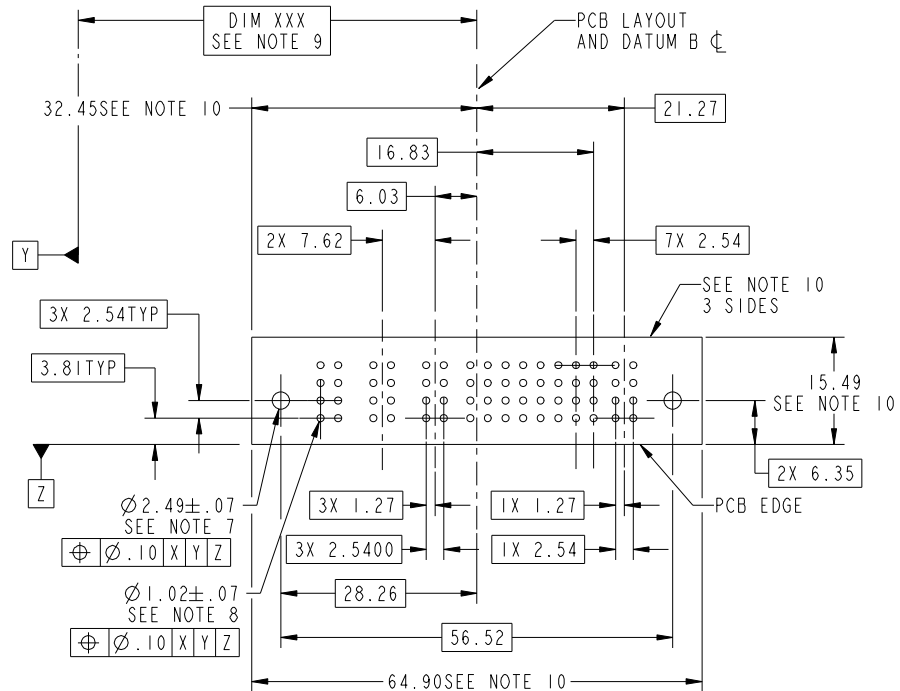 DIM XXX
SEE NOTE 9
PCB LAYOUT
AND DATUM B ℄
32.45SEE NOTE 10
21.27
16.83
6.03
2X 7.62
7X 2.54
Y
SEE NOTE 10
3 SIDES
3X 2.54TYP
3.81TYP
15.49
SEE NOTE 10
Z
2X 6.35
Ø2.49±.07
SEE NOTE 7
⌖ Ø.10 X Y Z
3X 1.27
1X 1.27
PCB EDGE
3X 2.5400
1X 2.54
Ø1.02±.07
SEE NOTE 8
⌖ Ø.10 X Y Z
28.26
56.52
64.90SEE NOTE 10